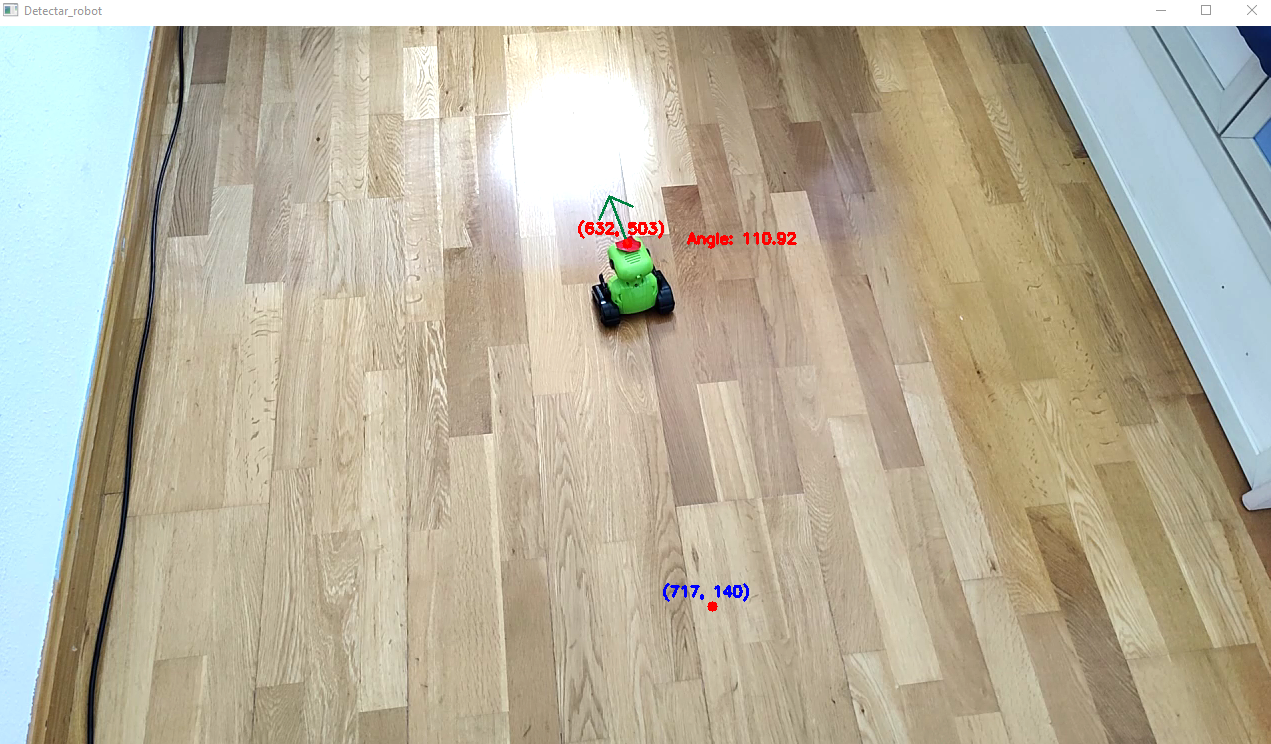 Detectar_robot
(632, 503)
Angle: 110.92
(717, 140)